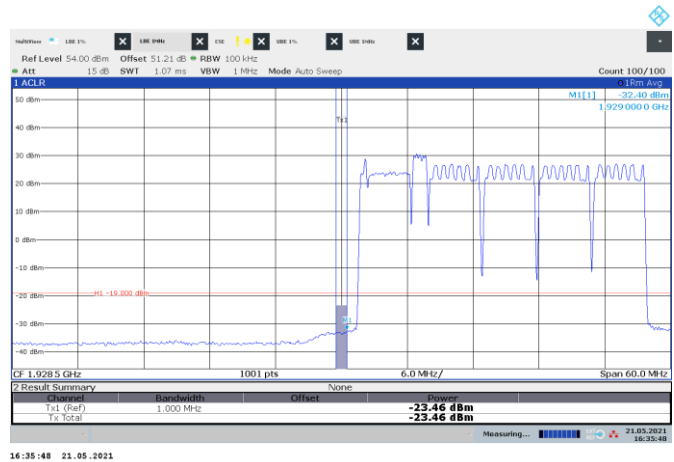 MultiView LBE 1% X LBE 1MHz X CSE X UBE 1% X UBE 1MHz X
Ref Level 54.00 dBm Offset 51.21 dB RBW 100 kHz
Att 15 dB SWT 1.07 ms VBW 1 MHz Mode Auto Sweep Count 100/100
1 ACLR 1Rm Avg
M1[1] -32.40 dBm
1.929 000 0 GHz
50 dBm
Tx1
40 dBm
30 dBm
20 dBm
10 dBm
0 dBm
-10 dBm
H1 -19.000 dBm
-20 dBm
M1
-30 dBm
-40 dBm
CF 1.9285 GHz 1001 pts 6.0 MHz/ Span 60.0 MHz
2 Result Summary None
Channel Bandwidth Offset Power
Tx1 (Ref) 1.000 MHz -23.46 dBm
Tx Total -23.46 dBm
Measuring... 21.05.2021
16:35:48
16:35:48 21.05.2021